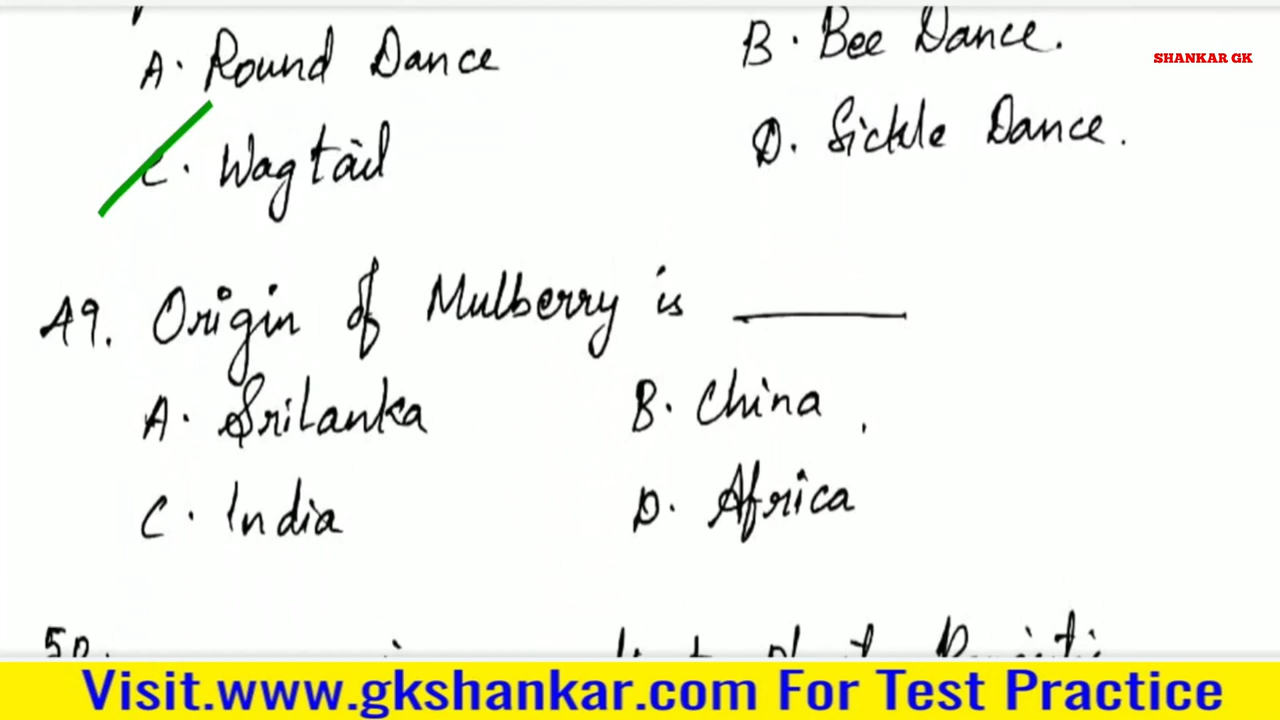 A. Round Dance B. Bee Dance.
SHANKAR GK
C. Wagtail D. Sickle Dance.
49. Origin of Mulberry is ______
A. SriLanka B. China
C. India D. Africa
50.
Visit.www.gkshankar.com For Test Practice